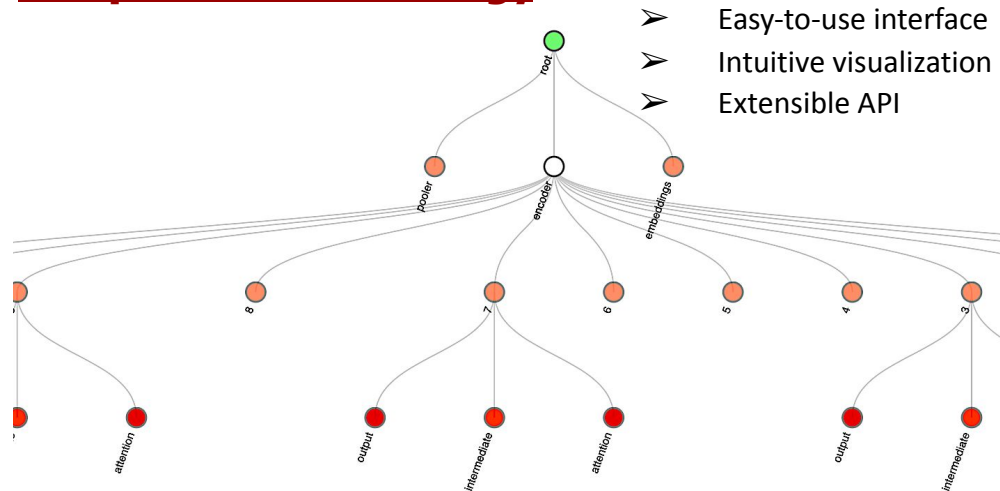 Easy-to-use interface
Intuitive visualization
Extensible API
root
pooler
encoder
embeddings
8
7
6
5
4
3
attention
output
intermediate
attention
output
intermediate